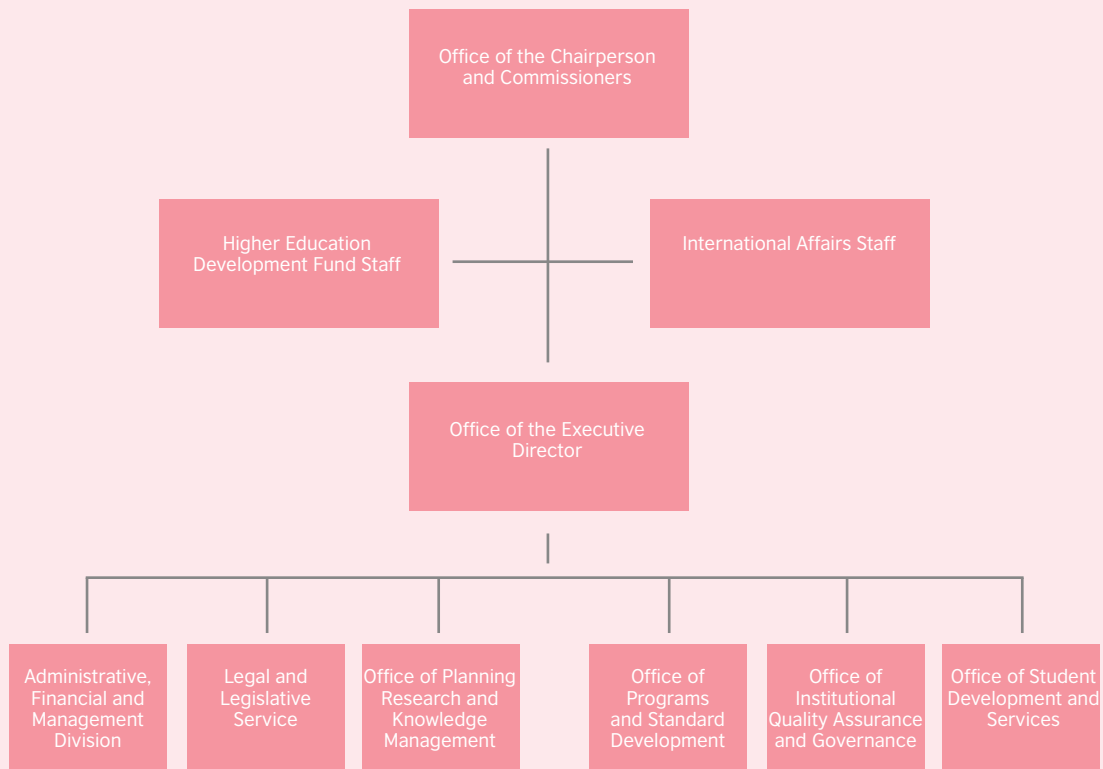 Office of the Chairperson
and Commissioners
Higher Education
Development Fund Staff
International Affairs Staff
Office of the Executive
Director
Administrative,
Financial and
Management
Division
Legal and
Legislative
Service
Office of Planning
Research and
Knowledge
Management
Office of
Programs
and Standard
Development
Office of
Institutional
Quality Assurance
and Governance
Office of Student
Development and
Services